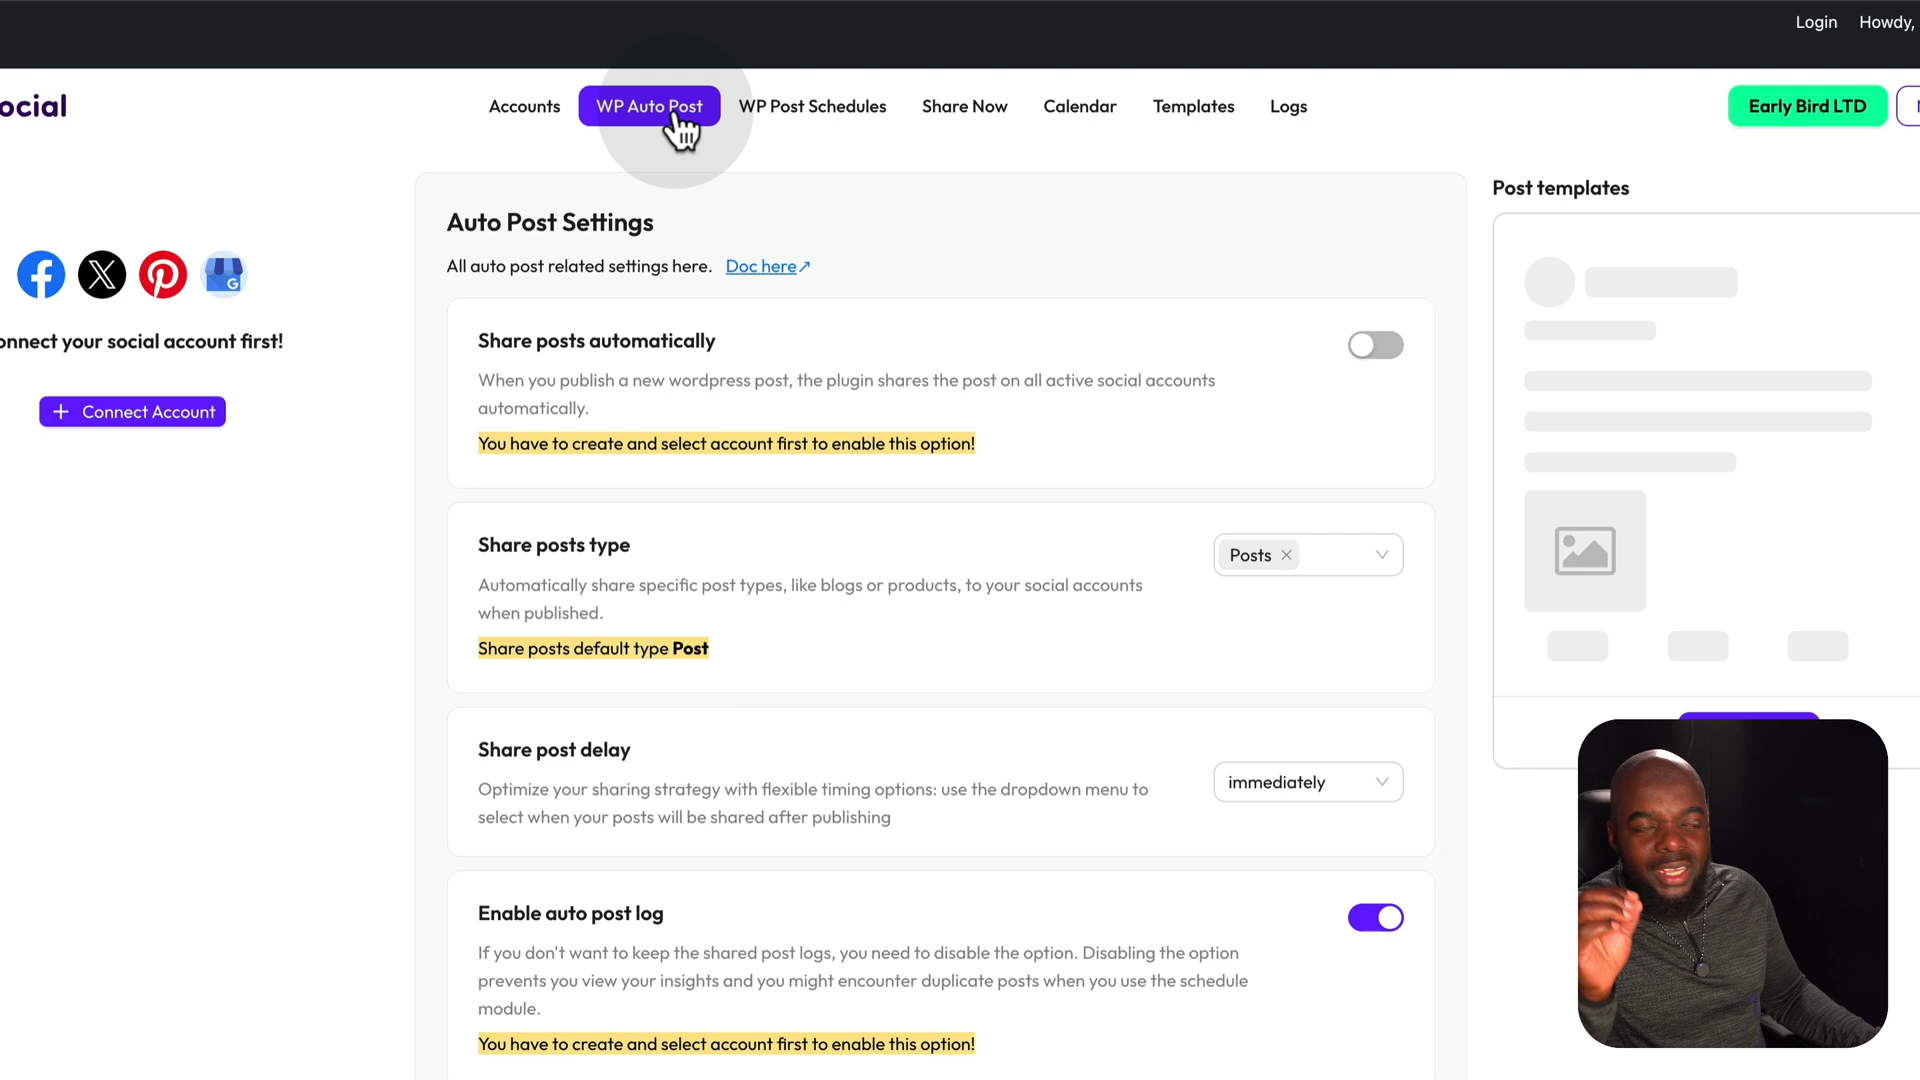 Login Howdy,
ocial
Accounts
WP Auto Post
WP Post Schedules
Share Now
Calendar
Templates
Logs
Early Bird LTD
onnect your social account first!
+ Connect Account
Auto Post Settings
All auto post related settings here. Doc here↗
Share posts automatically
When you publish a new wordpress post, the plugin shares the post on all active social accounts
automatically.
You have to create and select account first to enable this option!
Share posts type
Automatically share specific post types, like blogs or products, to your social accounts
when published.
Share posts default type Post
Posts ×
Share post delay
Optimize your sharing strategy with flexible timing options: use the dropdown menu to
select when your posts will be shared after publishing
immediately
Enable auto post log
If you don't want to keep the shared post logs, you need to disable the option. Disabling the option
prevents you view your insights and you might encounter duplicate posts when you use the schedule
module.
You have to create and select account first to enable this option!
Post templates